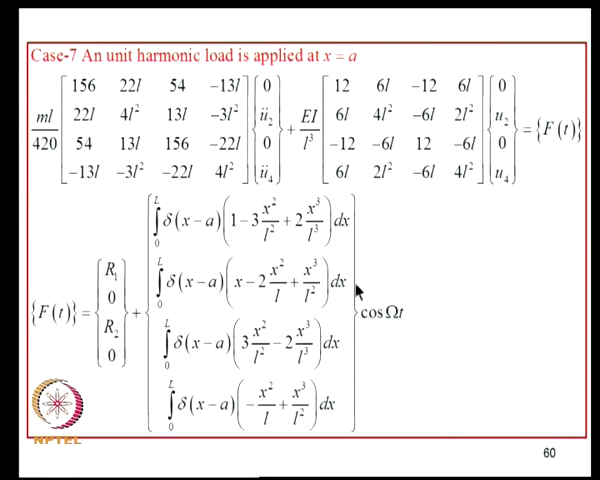 Case-7 An unit harmonic load is applied at x = a
ml/420 [156 22l 54 -13l; 22l 4l² 13l -3l²; 54 13l 156 -22l; -13l -3l² -22l 4l²] {0; ü₂; 0; ü₄} + EI/l³ [12 6l -12 6l; 6l 4l² -6l 2l²; -12 -6l 12 -6l; 6l 2l² -6l 4l²] {0; u₂; 0; u₄} = {F(t)}
{F(t)} = {R₁; 0; R₂; 0} + {∫₀ᴸ δ(x-a)(1-3x²/l²+2x³/l³)dx; ∫₀ᴸ δ(x-a)(x-2x²/l+x³/l²)dx; ∫₀ᴸ δ(x-a)(3x²/l²-2x³/l³)dx; ∫₀ᴸ δ(x-a)(-x²/l+x³/l²)dx} cosΩt
NPTEL
60